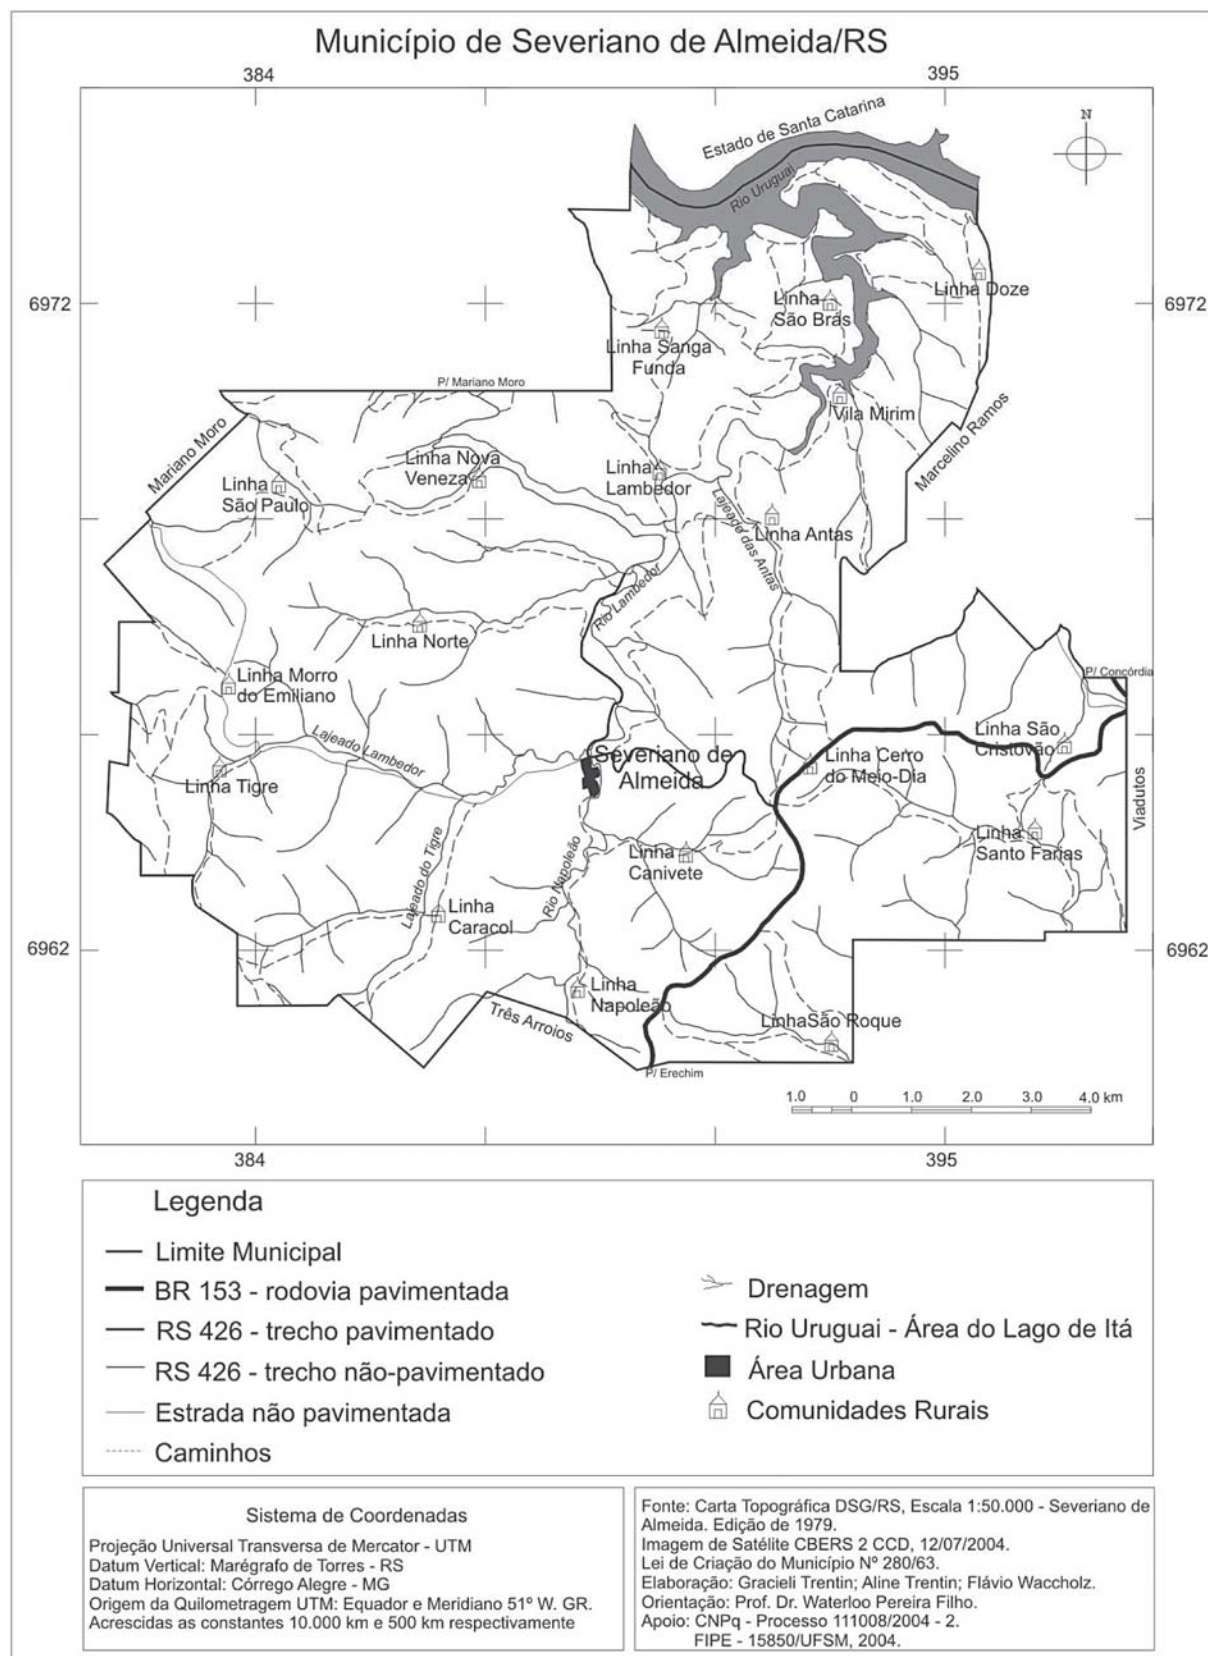 Município de Severiano de Almeida/RS
384
395
Estado de Santa Catarina
N
Rio Uruguai
6972
6972
Linha Doze
Linha
São Brás
Linha Sanga
Funda
P/ Mariano Moro
Vila Mirim
Mariano Moro
Marcelino Ramos
Linha Nova
Veneza
Linha
São Paulo
Linha
Lambedor
Lajeado das Antas
Linha Antas
Rio Lambedor
Linha Norte
P/ Concórdia
Linha Morro
do Emiliano
Lajeado Lambedor
Linha São
Cristovão
Severiano de
Almeida
Linha Cerro
do Meio-Dia
Linha Tigre
Viadutos
Lajeado do Tigre
Rio Napoleão
Linha
Canivete
Linha
Santo Farias
Linha
Caracol
6962
6962
Linha
Napoleão
Três Arroios
LinhaSão Roque
P/ Erechim
1.0 0 1.0 2.0 3.0 4.0 km
384
395
Legenda
Limite Municipal
BR 153 - rodovia pavimentada
RS 426 - trecho pavimentado
RS 426 - trecho não-pavimentado
Estrada não pavimentada
Caminhos
Drenagem
Rio Uruguai - Área do Lago de Itá
Área Urbana
Comunidades Rurais
Sistema de Coordenadas
Projeção Universal Transversa de Mercator - UTM
Datum Vertical: Marégrafo de Torres - RS
Datum Horizontal: Córrego Alegre - MG
Origem da Quilometragem UTM: Equador e Meridiano 51º W. GR.
Acrescidas as constantes 10.000 km e 500 km respectivamente
Fonte: Carta Topográfica DSG/RS, Escala 1:50.000 - Severiano de
Almeida. Edição de 1979.
Imagem de Satélite CBERS 2 CCD, 12/07/2004.
Lei de Criação do Município Nº 280/63.
Elaboração: Gracieli Trentin; Aline Trentin; Flávio Waccholz.
Orientação: Prof. Dr. Waterloo Pereira Filho.
Apoio: CNPq - Processo 111008/2004 - 2.
FIPE - 15850/UFSM, 2004.